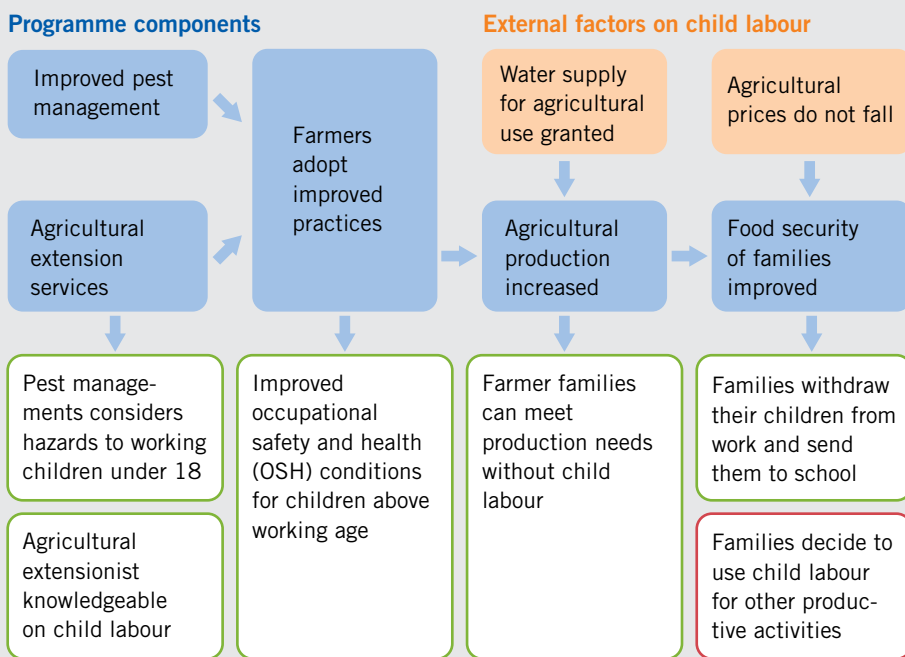 Programme components
External factors on child labour
Improved pest
management
Farmers
adopt
improved
practices
Water supply
for agricultural
use granted
Agricultural
prices do not fall
Agricultural
extension
services
Agricultural
production
increased
Food security
of families
improved
Pest manage-
ments considers
hazards to working
children under 18
Improved
occupational
safety and health
(OSH) conditions
for children above
working age
Farmer families
can meet
production needs
without child
labour
Families withdraw
their children from
work and send
them to school
Agricultural
extensionist
knowledgeable
on child labour
Families decide to
use child labour
for other produc-
tive activities